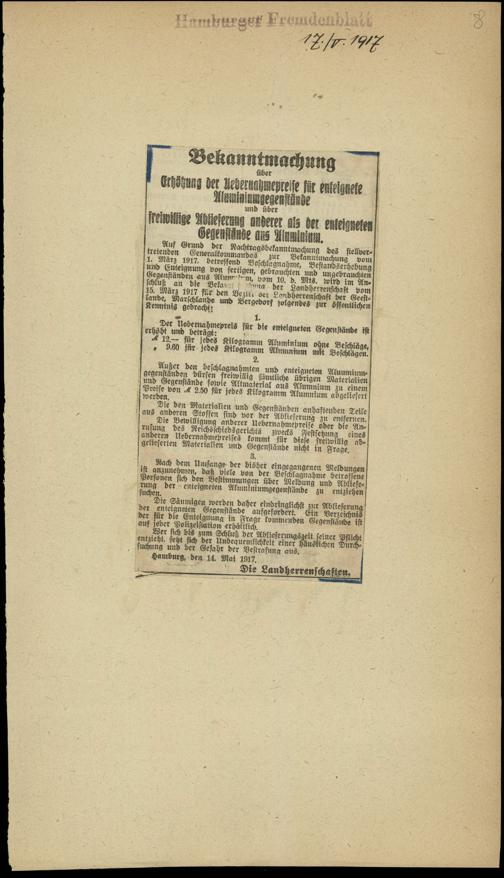 Hamburger Fremdenblatt
8
17./V. 1917
Bekanntmachung
über
Erhöhung der Uebernahmepreise für enteignete
Aluminiumgegenstände
und über
freiwillige Ablieferung anderer als der enteigneten
Gegenstände aus Aluminium.
Auf Grund der Nachtragsbekanntmachung des stellver-
tretenden Generalkommandos zur Bekanntmachung vom
1. März 1917, betreffend Beschlagnahme, Bestandserhebung
und Enteignung von fertigen, gebrauchten und ungebrauchten
Gegenständen aus vom 10. d. Mts. wird im An-
schluß an die der Landherrenschaft vom
15. März 1917 für den Bezirk der Landherrenschaft der Geest-
lande, Marschlande und Bergedorf folgendes zur öffentlichen
Kenntnis gebracht:
1.
Der Uebernahmepreis für die enteigneten Gegenstände ist
erhöht und beträgt:
ℳ 12,— für jedes Kilogramm Aluminium ohne Beschläge,
„ 9.60 für jedes Kilogramm Aluminium mit Beschlägen.
2.
Außer den beschlagnahmten und enteigneten Aluminium-
gegenständen dürfen freiwillig sämtliche übrigen Materialien
und Gegenstände sowie Altmaterial aus Aluminium zu einem
Preise von ℳ 2.50 für jedes Kilogramm Aluminium abgeliefert
werden.
Die den Materialien und Gegenständen anhaftenden Teile
aus anderen Stoffen sind vor der Ablieferung zu entfernen.
Die Bewilligung anderer Uebernahmepreise oder die An-
rufung des Reichsschiedsgerichts zwecks Festsetzung eines
anderen Uebernahmepreises kommt für diese freiwillig ab-
gelieferten Materialien und Gegenstände nicht in Frage.
3.
Nach dem Umfange der bisher eingegangenen Meldungen
ist anzunehmen, daß viele von der Beschlagnahme betroffene
Personen sich den Bestimmungen über Meldung und Abliefe-
rung der enteigneten Aluminiumgegenstände zu entziehen
suchen.
Die Säumigen werden daher eindringlichst zur Ablieferung
der enteigneten Gegenstände aufgefordert. Ein Verzeichnis
der für die Enteignung in Frage kommenden Gegenstände ist
auf jeder Polizeistation erhältlich.
Wer sich bis zum Schluß der Ablieferungszeit seiner Pflicht
entzieht, setzt sich der Unbequemlichkeit einer häuslichen Durch-
suchung und der Gefahr der Bestrafung aus.
Hamburg, den 14. Mai 1917.
Die Landherrenschaften.